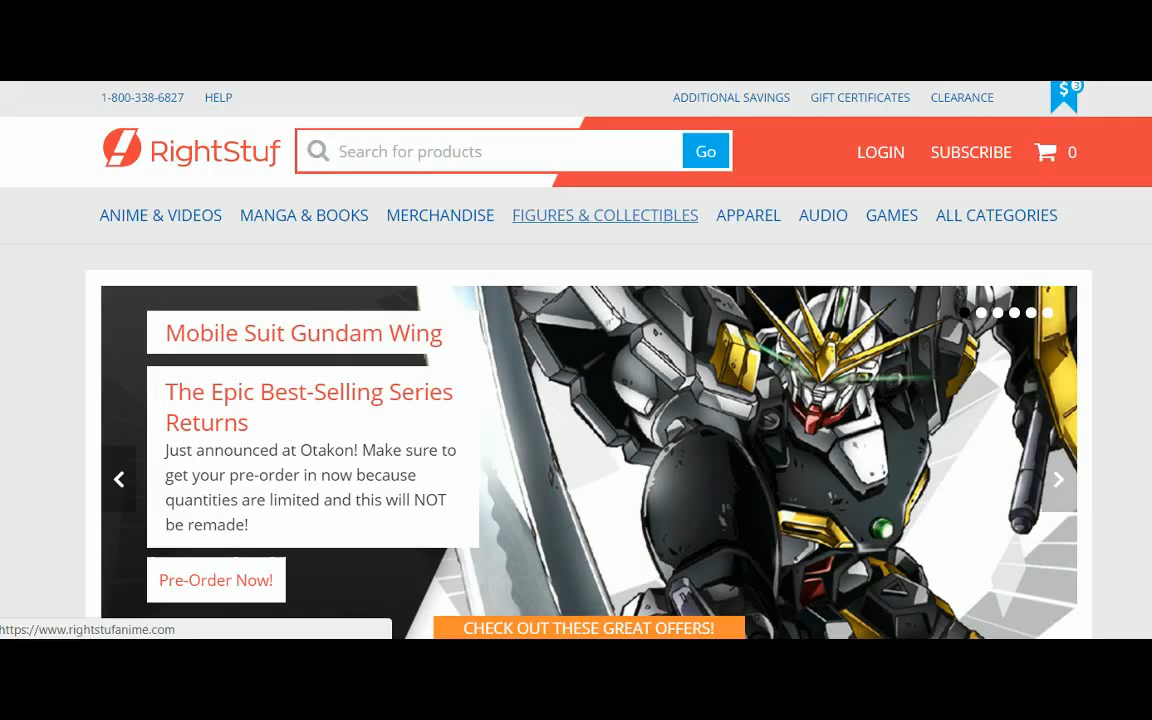 1-800-338-6827 HELP ADDITIONAL SAVINGS GIFT CERTIFICATES CLEARANCE $ 3
RightStuf Search for products Go LOGIN SUBSCRIBE 0
ANIME & VIDEOS MANGA & BOOKS MERCHANDISE FIGURES & COLLECTIBLES APPAREL AUDIO GAMES ALL CATEGORIES
Mobile Suit Gundam Wing
The Epic Best-Selling Series
Returns
Just announced at Otakon! Make sure to
get your pre-order in now because
quantities are limited and this will NOT
be remade!
Pre-Order Now!
https://www.rightstufanime.com
CHECK OUT THESE GREAT OFFERS!